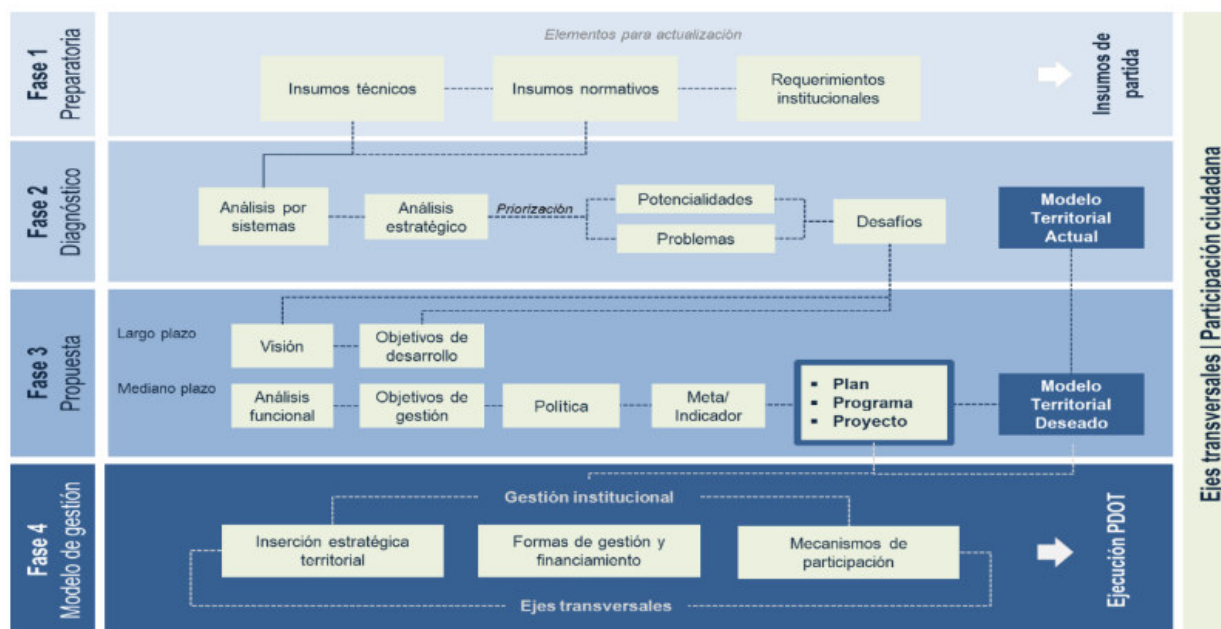 Fase 1
Preparatoria
Elementos para actualización
Insumos técnicos
Insumos normativos
Requerimientos
institucionales
Insumos de
partida
Fase 2
Diagnóstico
Análisis por
sistemas
Análisis
estratégico
Priorización
Potencialidades
Problemas
Desafíos
Modelo
Territorial
Actual
Fase 3
Propuesta
Largo plazo
Visión
Objetivos de
desarrollo
Mediano plazo
Análisis
funcional
Objetivos de
gestión
Política
Meta/
Indicador
▪ Plan
▪ Programa
▪ Proyecto
Modelo
Territorial
Deseado
Fase 4
Modelo de gestión
Gestión institucional
Inserción estratégica
territorial
Formas de gestión y
financiamiento
Mecanismos de
participación
Ejes transversales
Ejecución PDOT
Ejes transversales | Participación ciudadana